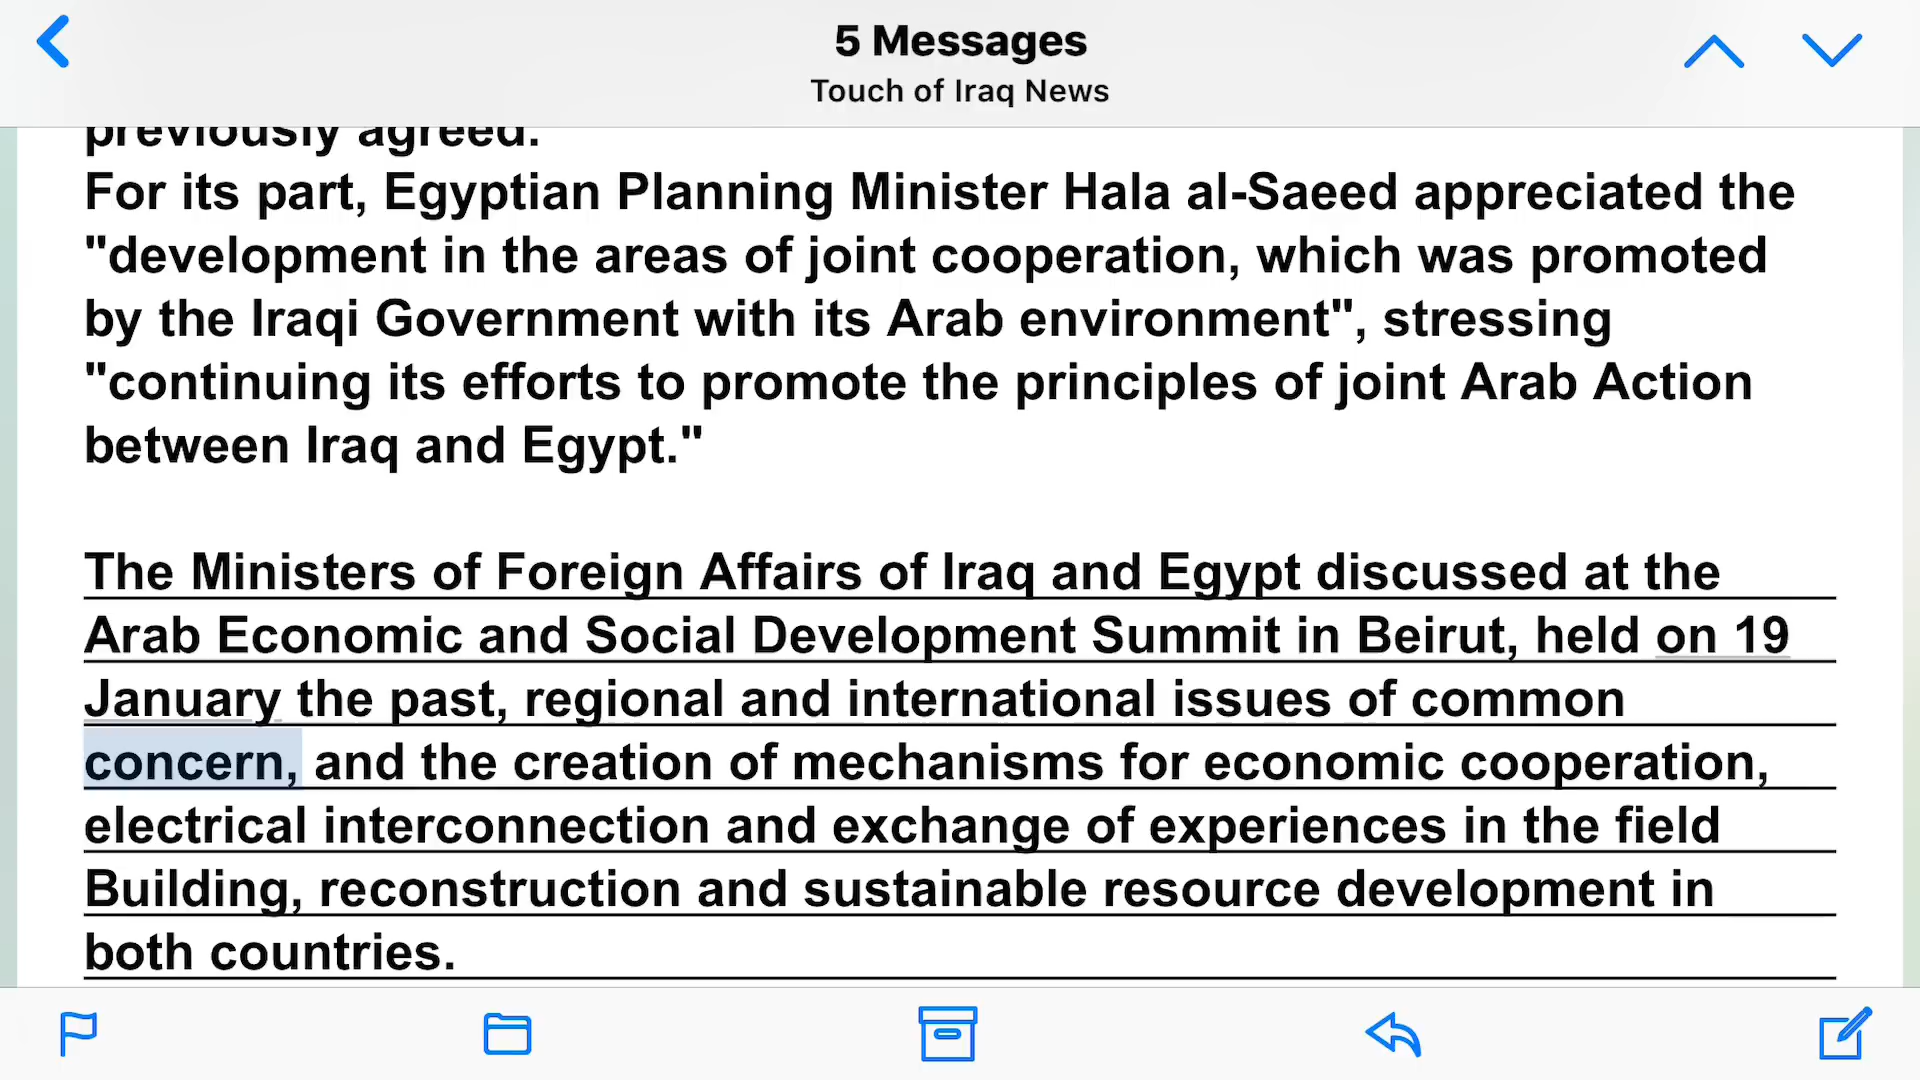 5 Messages
Touch of Iraq News
previously agreed.
For its part, Egyptian Planning Minister Hala al-Saeed appreciated the
"development in the areas of joint cooperation, which was promoted
by the Iraqi Government with its Arab environment", stressing
"continuing its efforts to promote the principles of joint Arab Action
between Iraq and Egypt."
The Ministers of Foreign Affairs of Iraq and Egypt discussed at the
Arab Economic and Social Development Summit in Beirut, held on 19
January the past, regional and international issues of common
concern, and the creation of mechanisms for economic cooperation,
electrical interconnection and exchange of experiences in the field
Building, reconstruction and sustainable resource development in
both countries.